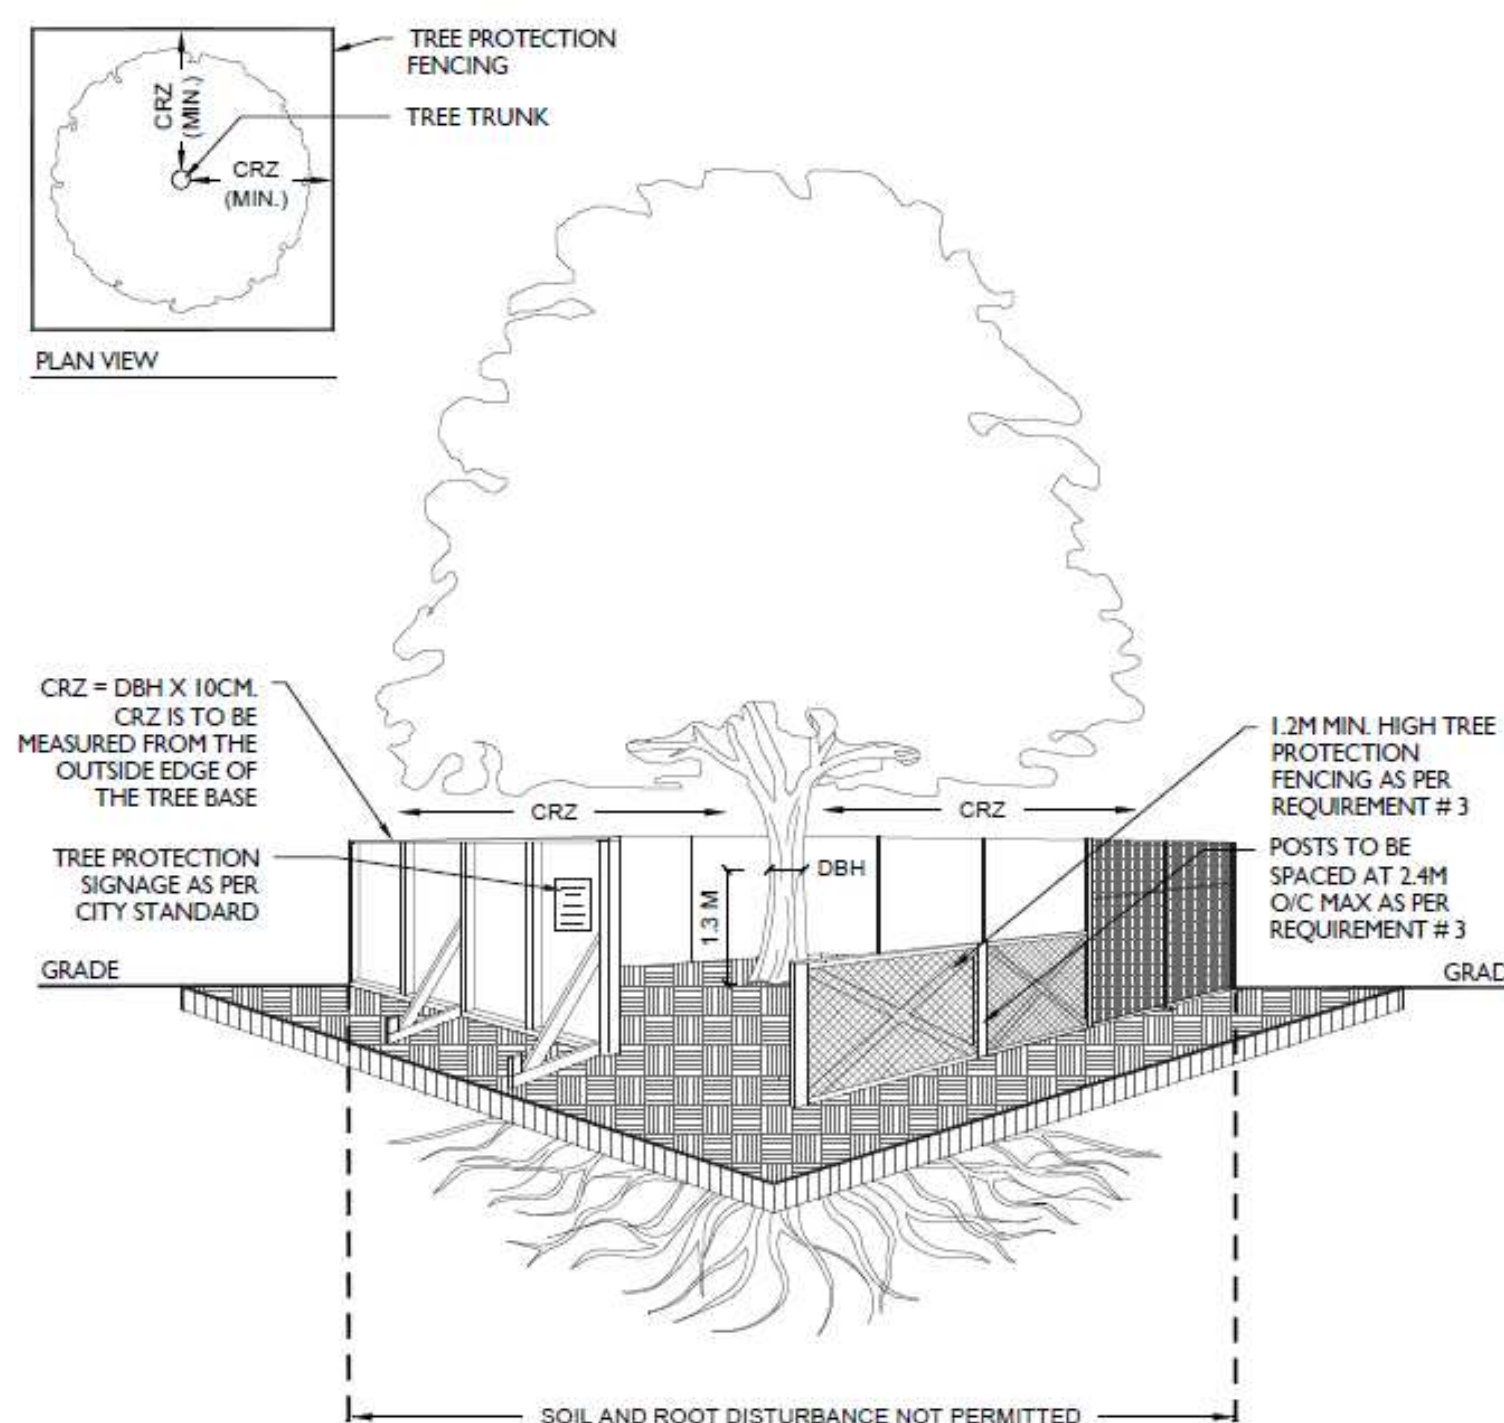 TREE PROTECTION
FENCING
TREE TRUNK
CRZ
(MIN.)
CRZ
(MIN.)
PLAN VIEW
CRZ = DBH X 10CM.
CRZ IS TO BE
MEASURED FROM THE
OUTSIDE EDGE OF
THE TREE BASE
TREE PROTECTION
SIGNAGE AS PER
CITY STANDARD
GRADE
CRZ
CRZ
DBH
1.3 M
1.2M MIN. HIGH TREE
PROTECTION
FENCING AS PER
REQUIREMENT # 3
POSTS TO BE
SPACED AT 2.4M
O/C MAX AS PER
REQUIREMENT # 3
GRAD
SOIL AND ROOT DISTURBANCE NOT PERMITTED